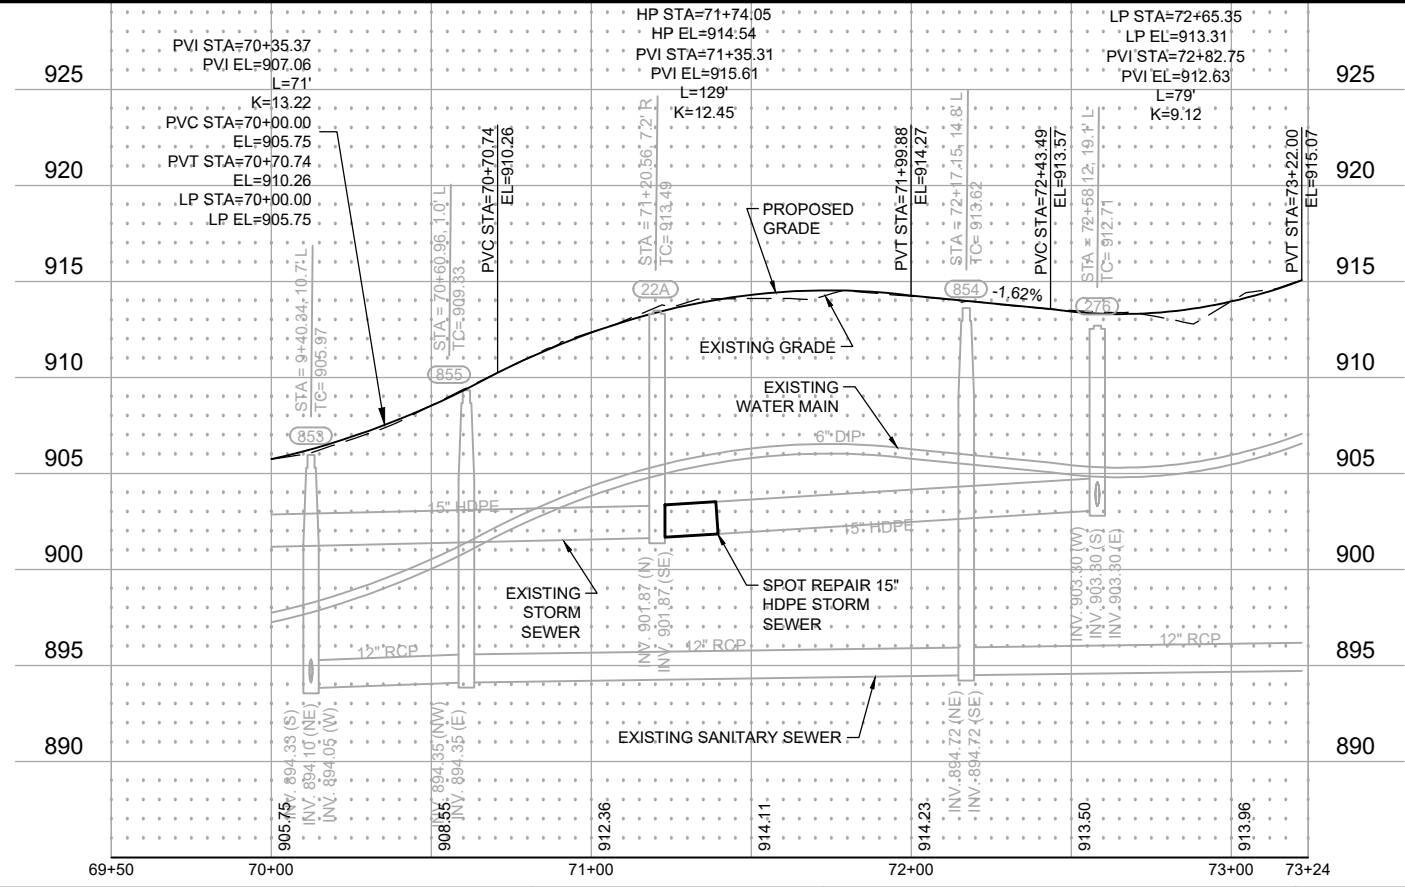 HP STA=71+74.05
HP EL=914.54
PVI STA=71+35.31
PVI EL=915.61
L=129'
K=12.45
LP STA=72+65.35
LP EL=913.31
PVI STA=72+82.75
PVI EL=912.63
L=79'
K=9.12
PVI STA=70+35.37
PVI EL=907.06
L=71'
K=13.22
PVC STA=70+00.00
EL=905.75
PVT STA=70+70.74
EL=910.26
LP STA=70+00.00
LP EL=905.75
925
920
915
910
905
900
895
890
925
920
915
910
905
900
895
890
STA = 9+40.34, 10.7' L
TC= 905.97
853
STA = 70+60.96, 1.0' L
TC= 909.33
855
PVC STA=70+70.74
EL=910.26
STA = 71+20.56, 7.2' R
TC= 913.49
22A
PROPOSED
GRADE
EXISTING GRADE
PVT STA=71+99.88
EL=914.27
STA = 72+17.15, 14.8' L
TC= 913.62
854
-1.62%
PVC STA=72+43.49
EL=913.57
STA = 72+58.12, 19.1' L
TC= 912.71
276
PVT STA=73+22.00
EL=915.07
EXISTING
WATER MAIN
6" DIP
15" HDPE
15" HDPE
EXISTING
STORM
SEWER
SPOT REPAIR 15"
HDPE STORM
SEWER
INV. 901.87 (N)
INV. 901.87 (SE)
INV. 903.30 (W)
INV. 903.30 (S)
INV. 903.30 (E)
12" RCP
12" RCP
12" RCP
EXISTING SANITARY SEWER
INV. 894.33 (S)
INV. 894.10 (NE)
INV. 894.05 (W)
INV. 894.35 (NW)
INV. 894.35 (E)
INV. 894.72 (NE)
INV. 894.72 (SE)
905.75
908.55
912.36
914.11
914.23
913.50
913.96
69+50
70+00
71+00
72+00
73+00
73+24